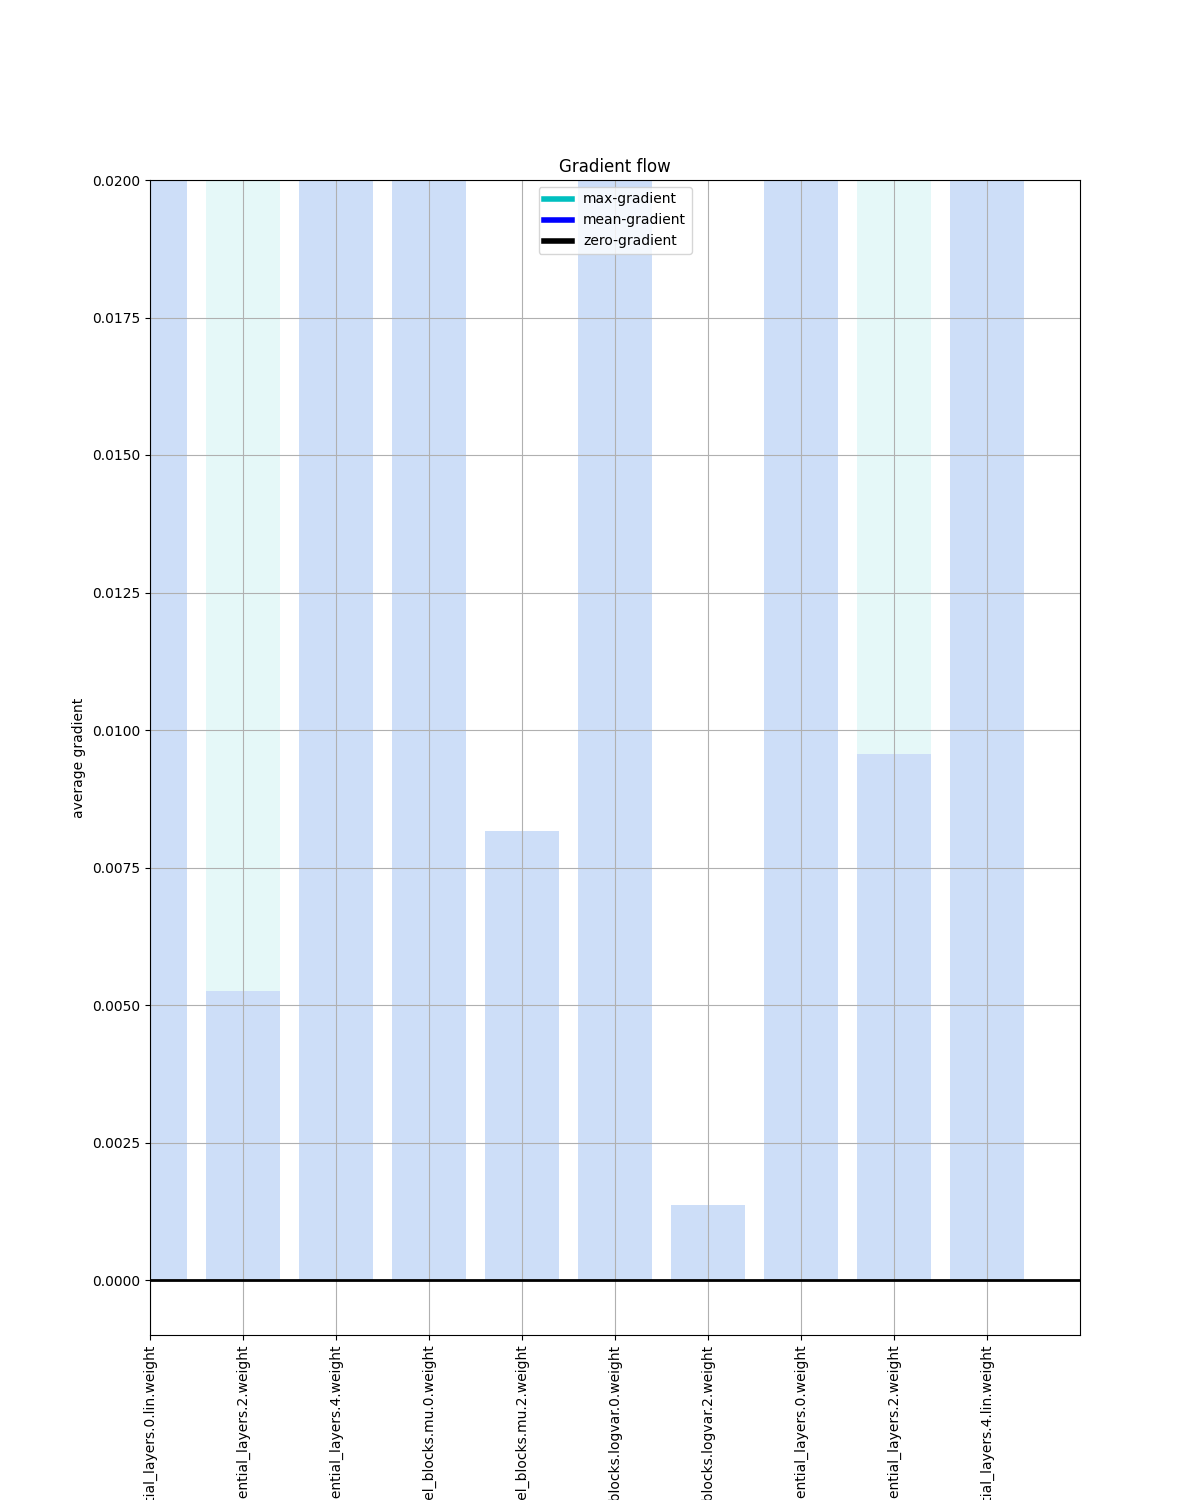 Gradient flow
max-gradient
mean-gradient
zero-gradient
0.0200
0.0175
0.0150
0.0125
0.0100
0.0075
0.0050
0.0025
0.0000
average gradient
tial_layers.0.lin.weight
ential_layers.2.weight
ential_layers.4.weight
el_blocks.mu.0.weight
el_blocks.mu.2.weight
blocks.logvar.0.weight
blocks.logvar.2.weight
ential_layers.0.weight
ential_layers.2.weight
tial_layers.4.lin.weight